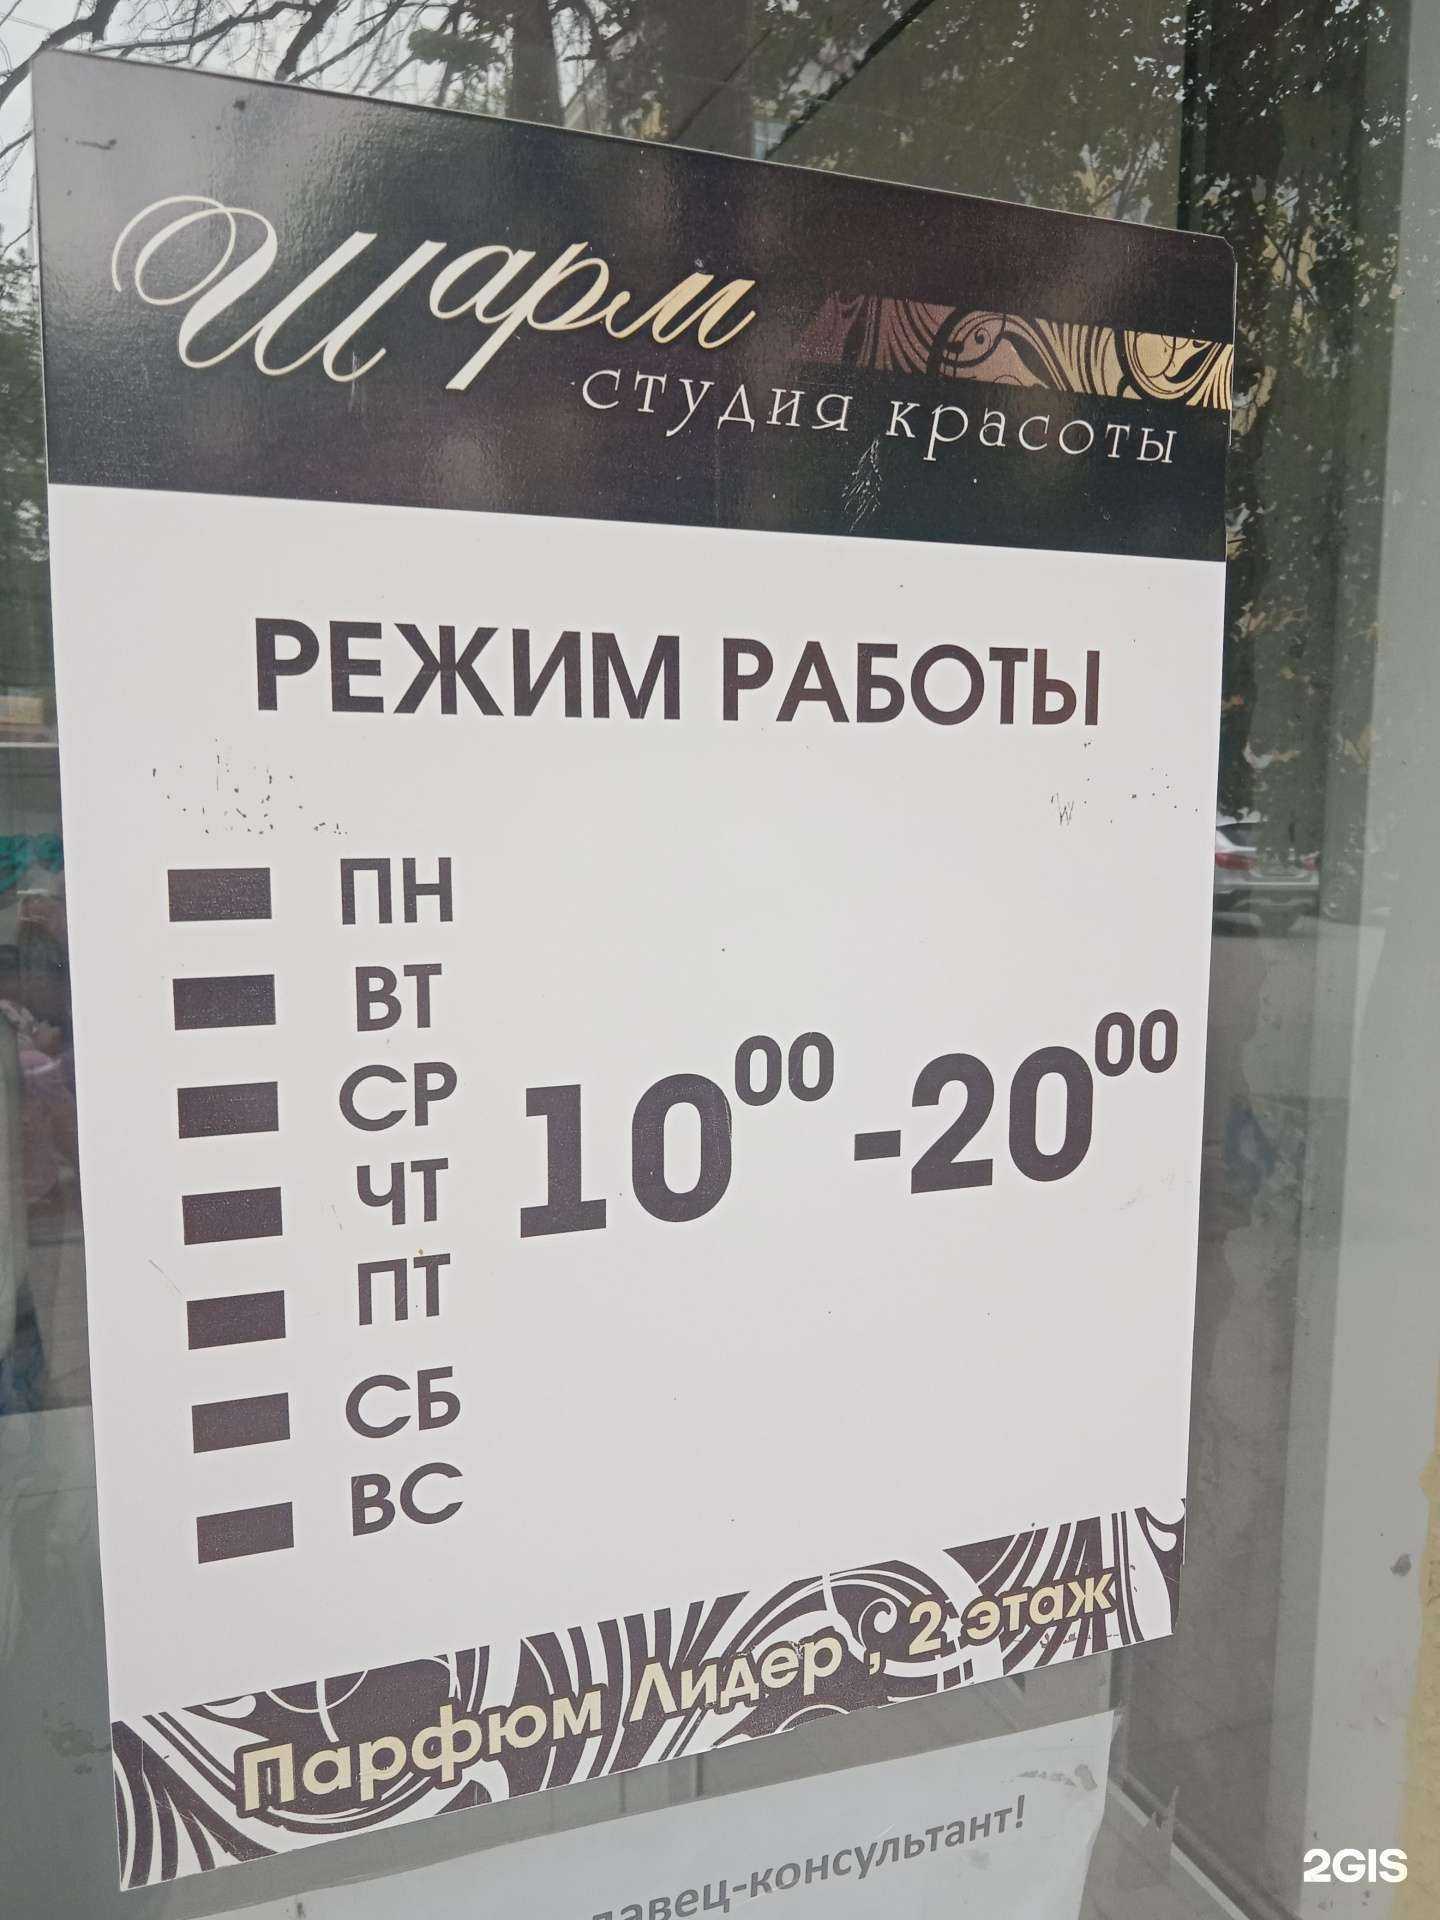 Шарм
студия красоты
РЕЖИМ РАБОТЫ
ПН
ВТ
СР
ЧТ
ПТ
СБ
ВС
10⁰⁰-20⁰⁰
Парфюм Лидер , 2 этаж
давец-консультант!
2GIS